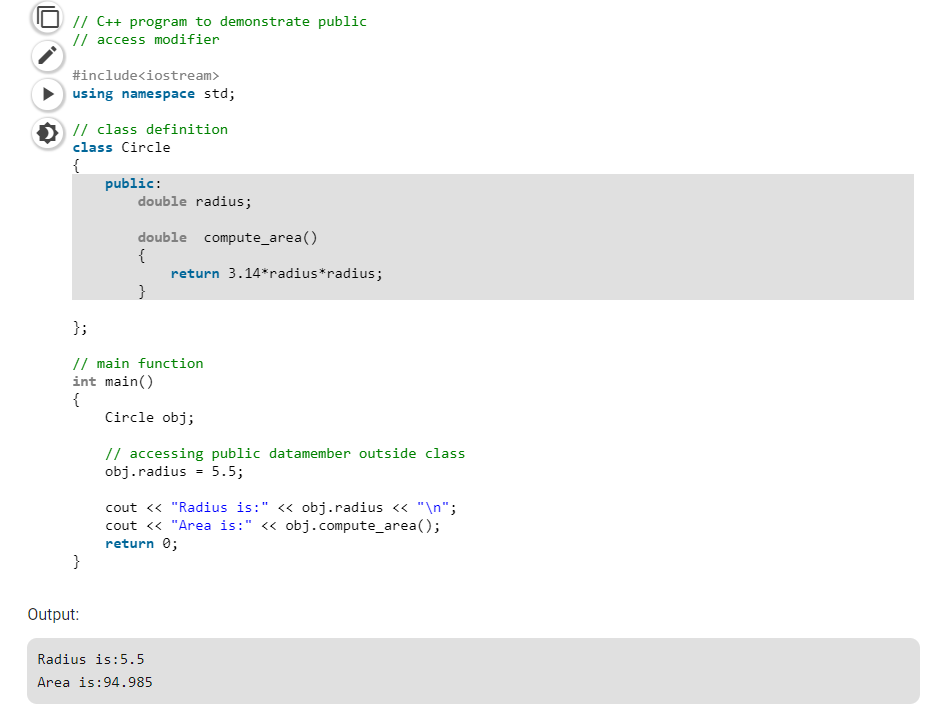 // C++ program to demonstrate public
// access modifier
#include<iostream>
using namespace std;
// class definition
class Circle
{
public:
double radius;
double  compute_area()
{
return 3.14*radius*radius;
}
};
// main function
int main()
{
Circle obj;
// accessing public datamember outside class
obj.radius = 5.5;
cout << "Radius is:" << obj.radius << "\n";
cout << "Area is:" << obj.compute_area();
return 0;
}
Output:
Radius is:5.5
Area is:94.985